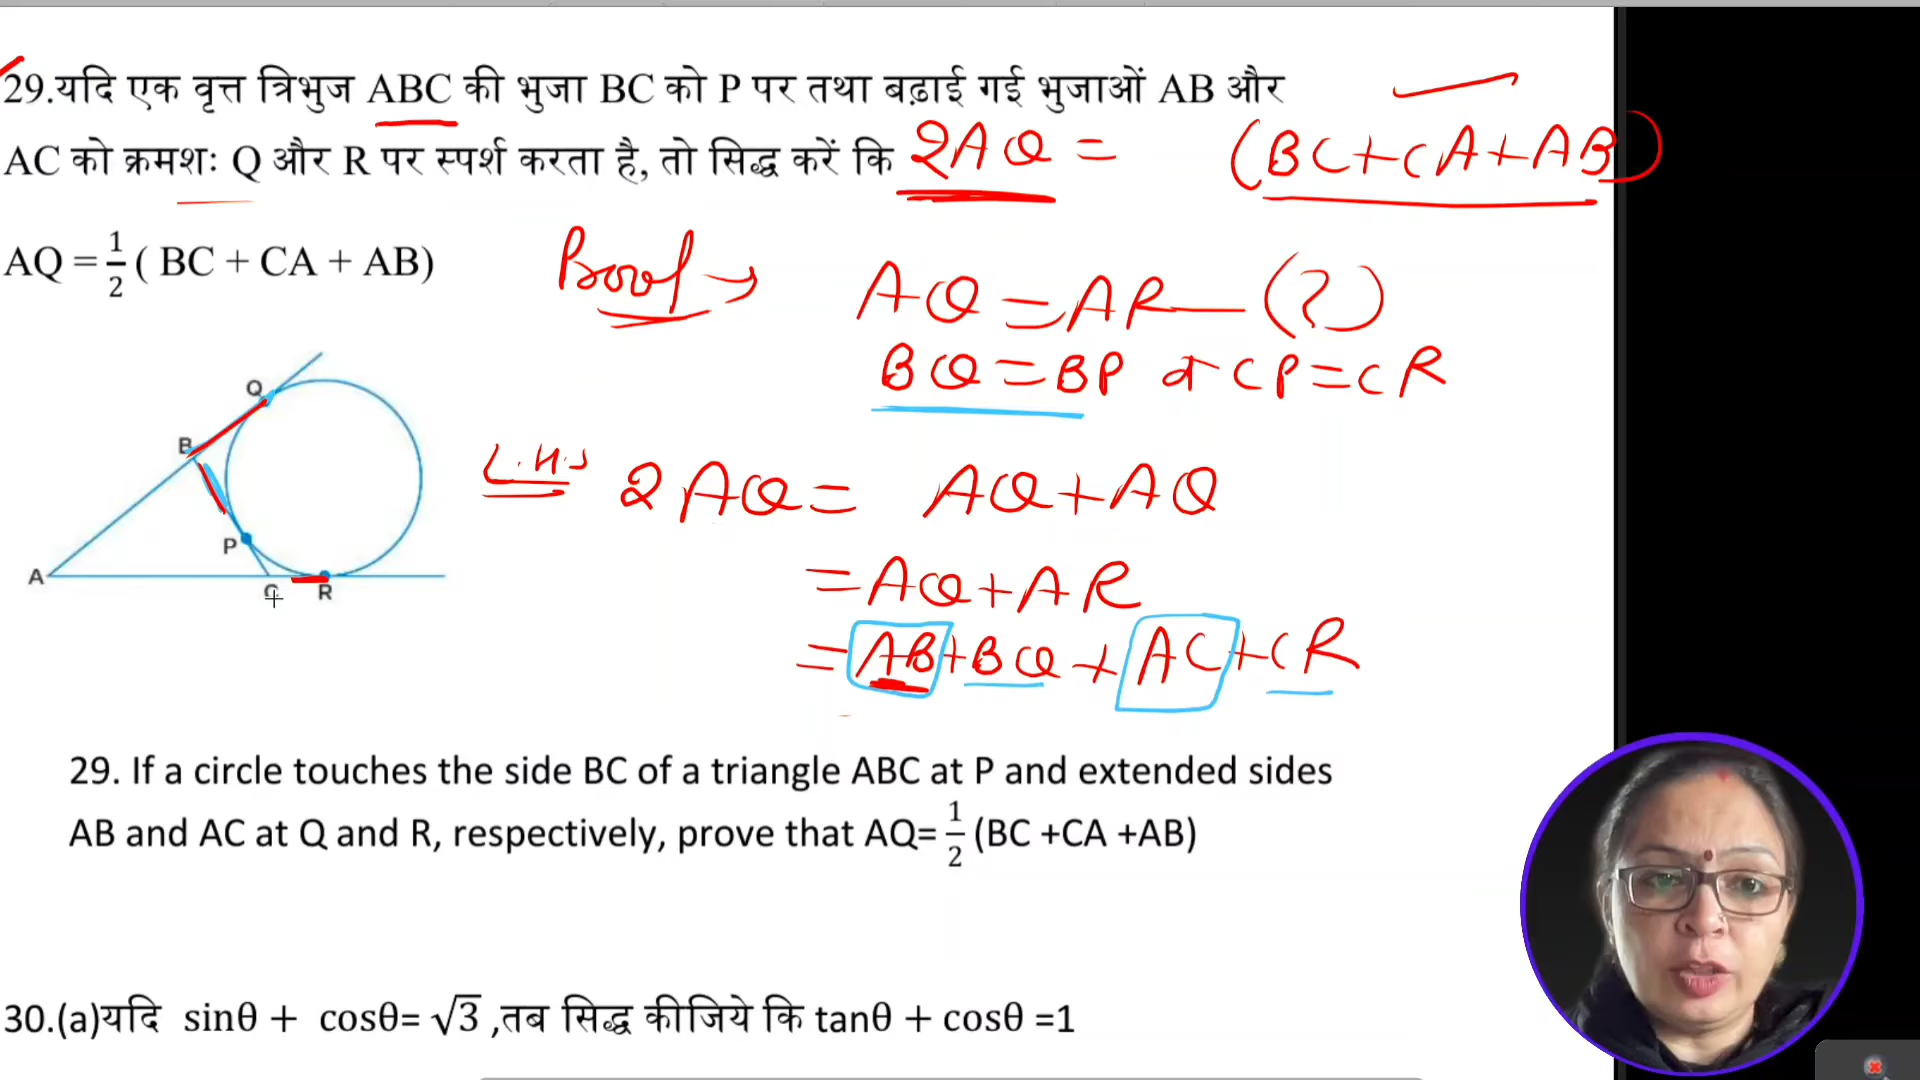 29.यदि एक वृत्त त्रिभुज ABC की भुजा BC को P पर तथा बढ़ाई गई भुजाओं AB और
AC को क्रमशः Q और R पर स्पर्श करता है, तो सिद्ध करें कि 2AQ = (BC+CA+AB)
AQ = 1/2 ( BC + CA + AB)
Proof →
AQ = AR — (?)
BQ = BP व CP = CR
Q
B
P
A
C R
L.H.S 2AQ = AQ+AQ
= AQ+AR
= AB+BQ+AC+CR
29. If a circle touches the side BC of a triangle ABC at P and extended sides
AB and AC at Q and R, respectively, prove that AQ= 1/2 (BC +CA +AB)
30.(a)यदि sinθ + cosθ= √3 ,तब सिद्ध कीजिये कि tanθ + cosθ =1